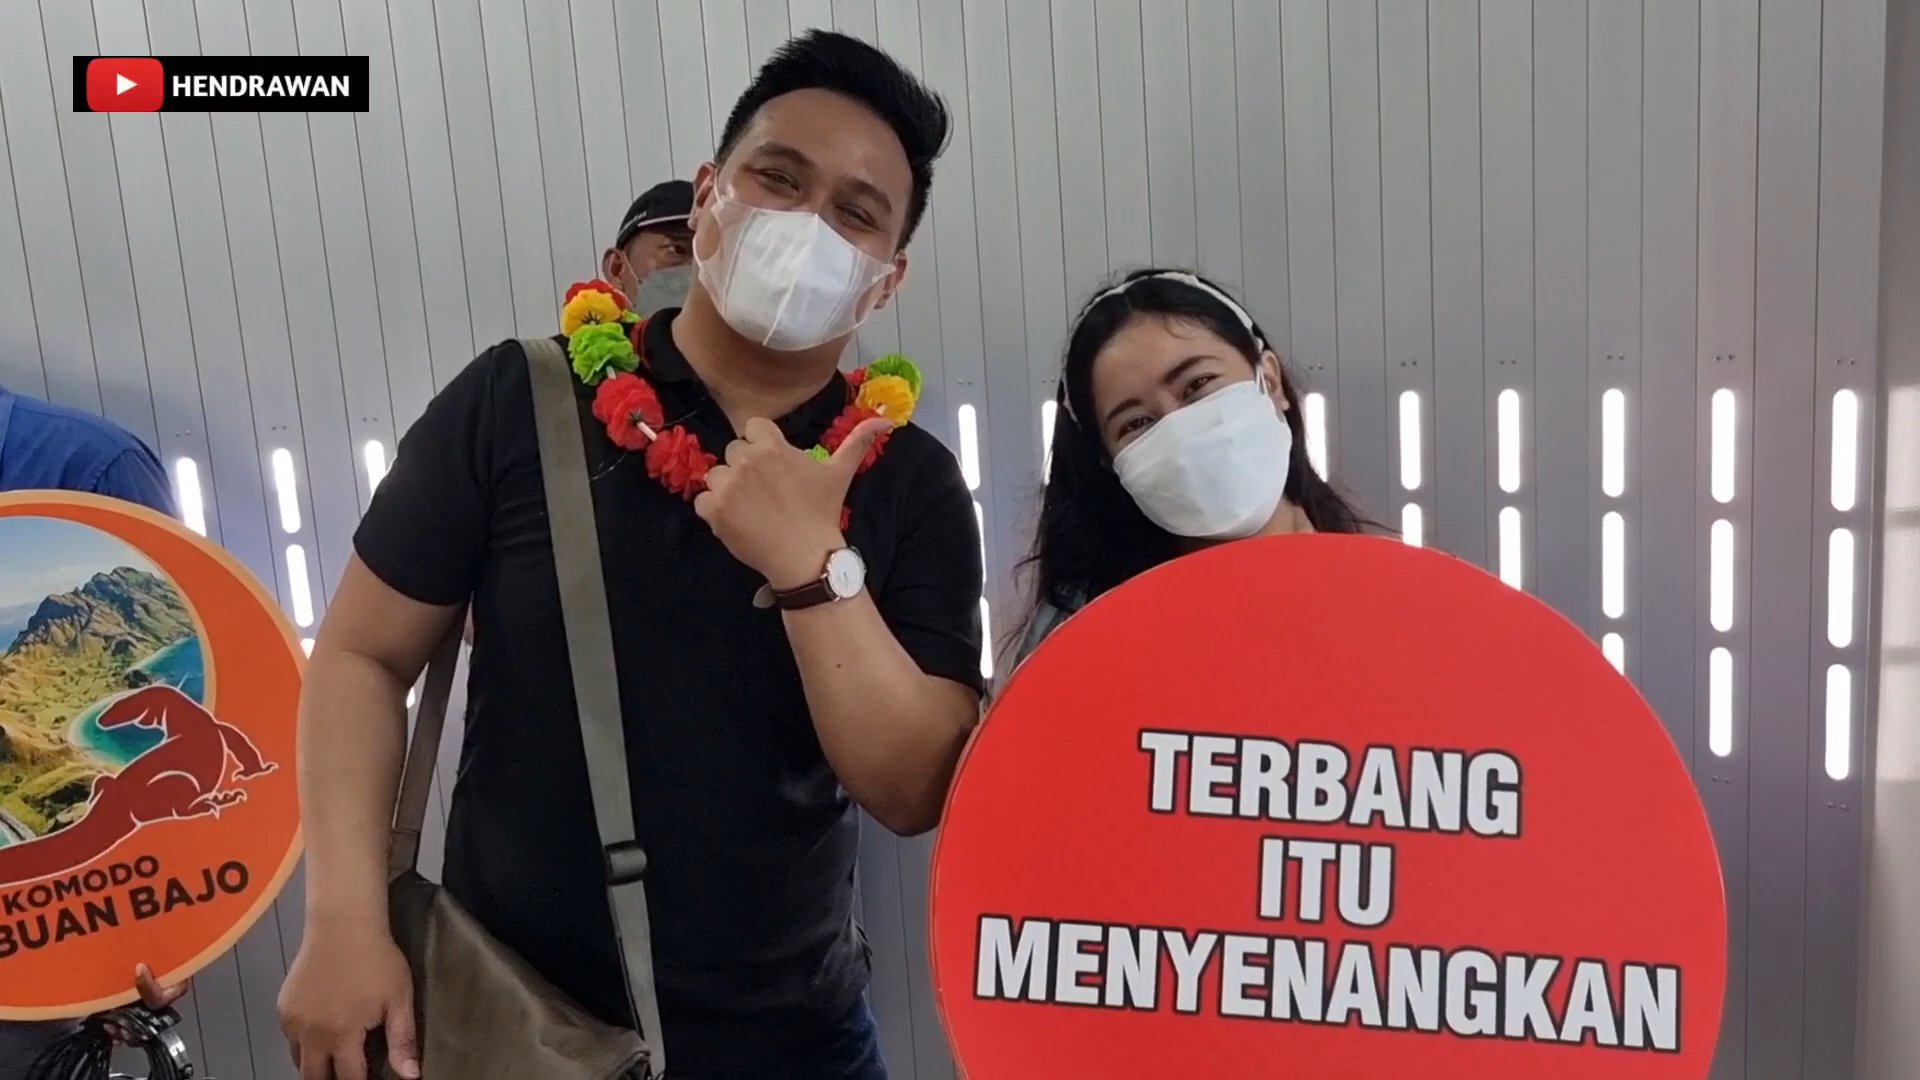 HENDRAWAN
TERBANG
ITU
MENYENANGKAN
KOMODO
BUAN BAJO